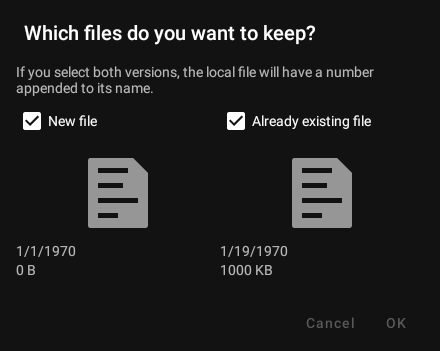 Which files do you want to keep?
If you select both versions, the local file will have a number
appended to its name.
New file
Already existing file
1/1/1970
1/19/1970
0 B
1000 KB
Cancel
OK